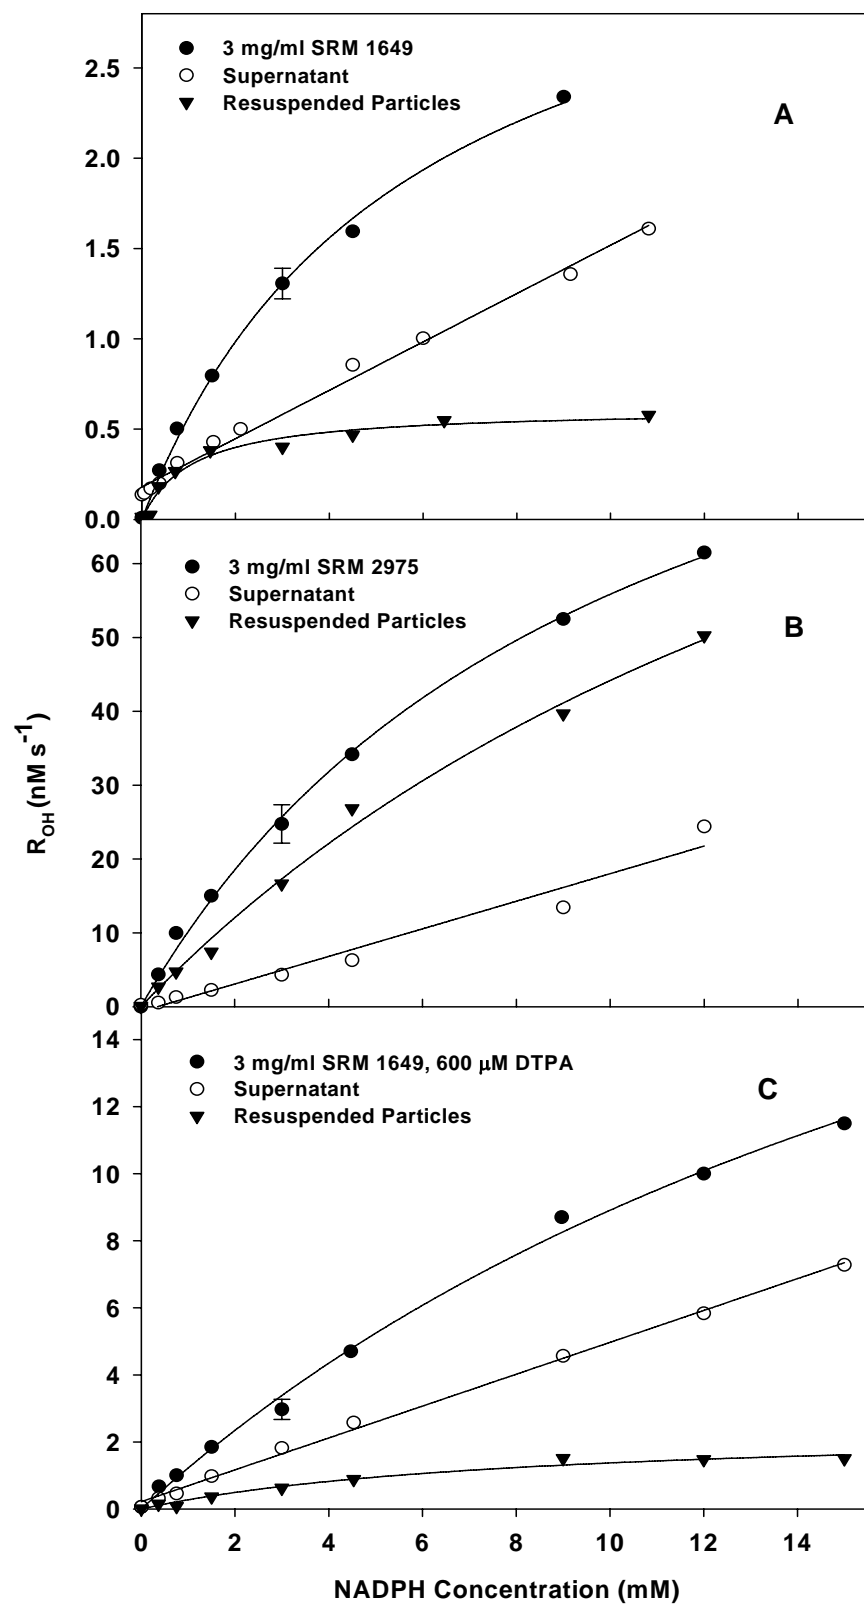 3 mg/ml SRM 1649
Supernatant
Resuspended Particles
A
2.5
2.0
1.5
1.0
0.5
0.0
3 mg/ml SRM 2975
Supernatant
Resuspended Particles
B
60
50
40
30
20
10
0
R_OH (nM s⁻¹)
3 mg/ml SRM 1649, 600 μM DTPA
Supernatant
Resuspended Particles
C
14
12
10
8
6
4
2
0
0 2 4 6 8 10 12 14
NADPH Concentration (mM)